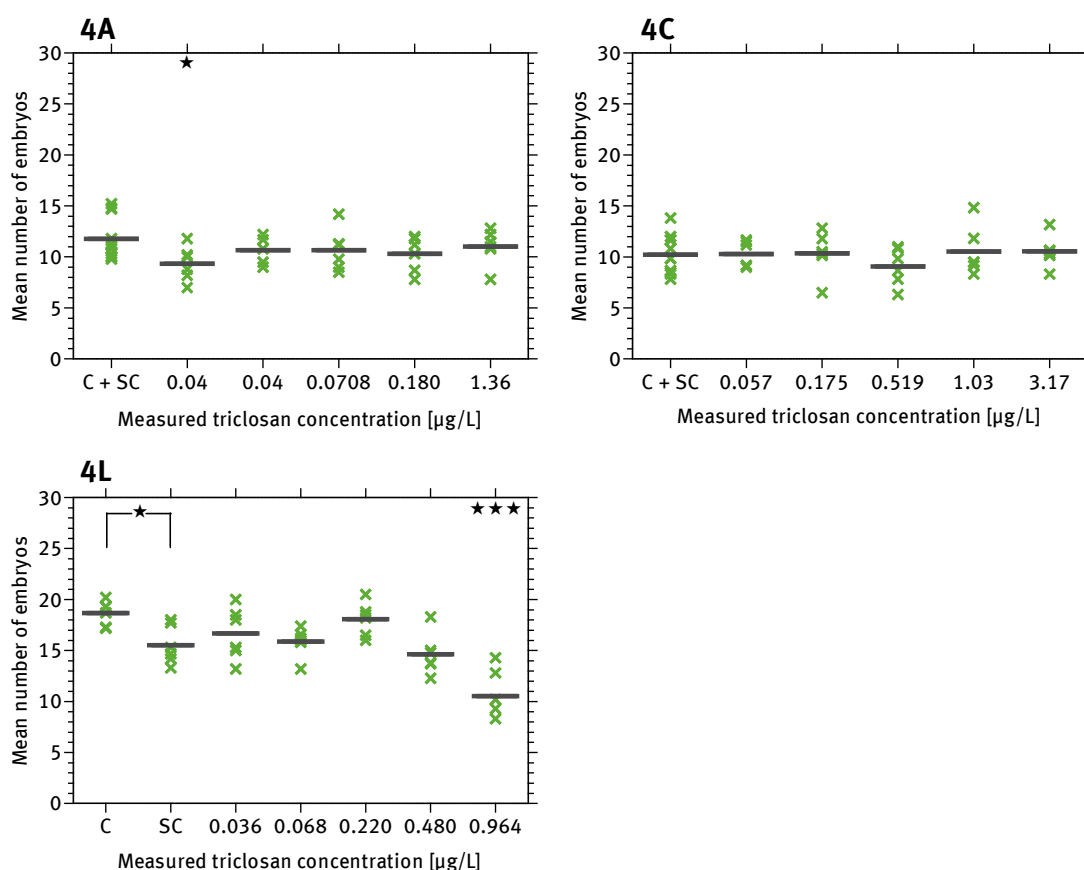 4A
30
25
20
15
10
5
0
Mean number of embryos
C + SC 0.04 0.04 0.0708 0.180 1.36
Measured triclosan concentration [µg/L]
4C
30
25
20
15
10
5
0
Mean number of embryos
C + SC 0.057 0.175 0.519 1.03 3.17
Measured triclosan concentration [µg/L]
4L
30
25
20
15
10
5
0
Mean number of embryos
C SC 0.036 0.068 0.220 0.480 0.964
Measured triclosan concentration [µg/L]